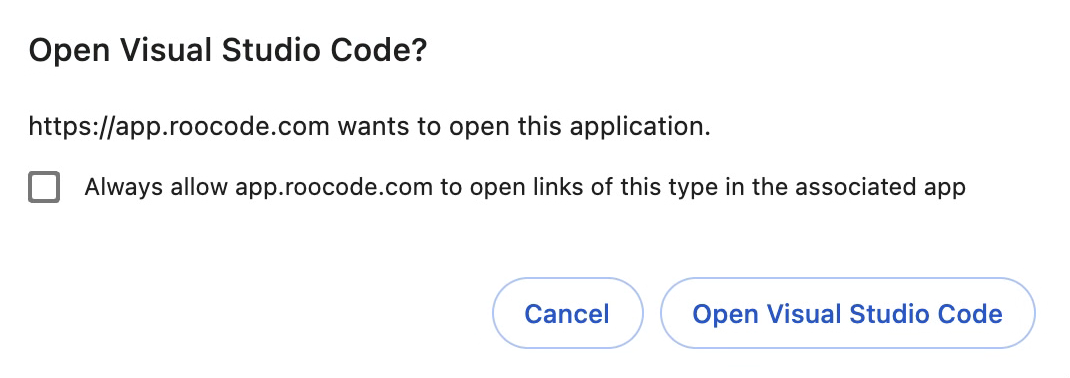 Open Visual Studio Code?
https://app.roocode.com wants to open this application.
Always allow app.roocode.com to open links of this type in the associated app
Cancel
Open Visual Studio Code